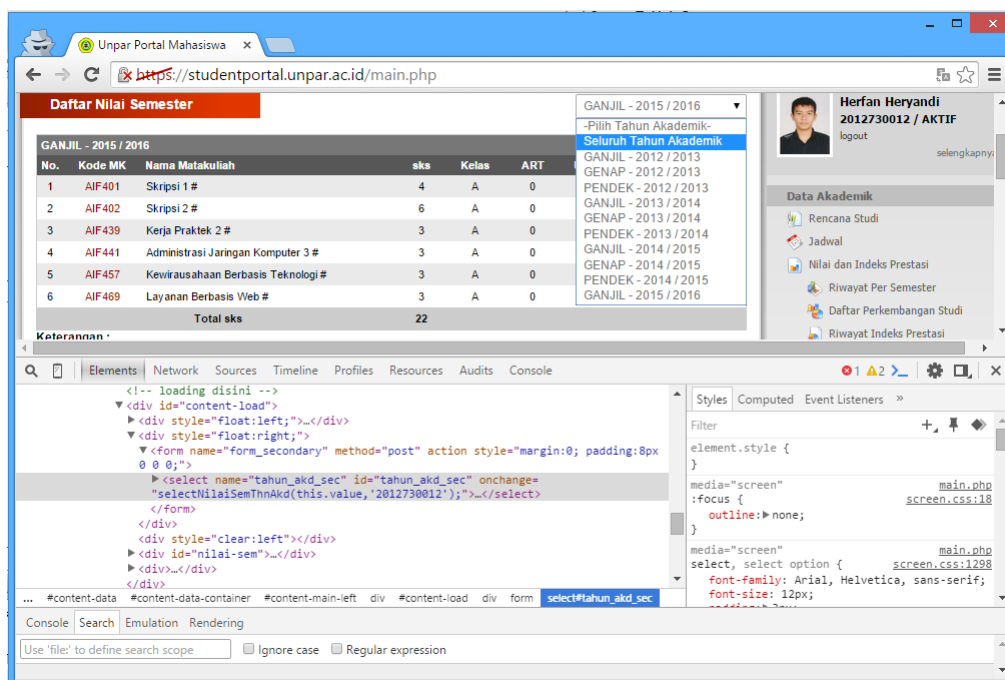 Unpar Portal Mahasiswa
https://studentportal.unpar.ac.id/main.php
Daftar Nilai Semester
GANJIL - 2015 / 2016
-Pilih Tahun Akademik-
Seluruh Tahun Akademik
GANJIL - 2012 / 2013
GENAP - 2012 / 2013
PENDEK - 2012 / 2013
GANJIL - 2013 / 2014
GENAP - 2013 / 2014
PENDEK - 2013 / 2014
GANJIL - 2014 / 2015
GENAP - 2014 / 2015
PENDEK - 2014 / 2015
GANJIL - 2015 / 2016
GANJIL - 2015 / 2016
No. Kode MK Nama Matakuliah sks Kelas ART
1 AIF401 Skripsi 1 # 4 A 0
2 AIF402 Skripsi 2 # 6 A 0
3 AIF439 Kerja Praktek 2 # 3 A 0
4 AIF441 Administrasi Jaringan Komputer 3 # 3 A 0
5 AIF457 Kewirausahaan Berbasis Teknologi # 3 A 0
6 AIF469 Layanan Berbasis Web # 3 A 0
Total sks 22
Keterangan :
Herfan Heryandi
2012730012 / AKTIF
logout
selengkapnya
Data Akademik
Rencana Studi
Jadwal
Nilai dan Indeks Prestasi
Riwayat Per Semester
Daftar Perkembangan Studi
Riwayat Indeks Prestasi
Elements Network Sources Timeline Profiles Resources Audits Console
1 2
<!-- loading disini -->
<div id="content-load">
<div style="float:left;">…</div>
<div style="float:right;">
<form name="form_secondary" method="post" action style="margin:0; padding:8px
0 0 0;">
<select name="tahun_akd_sec" id="tahun_akd_sec" onchange=
"selectNilaiSemThnAkd(this.value,'2012730012');">…</select>
</form>
</div>
<div style="clear:left"></div>
<div id="nilai-sem">…</div>
<div>…</div>
</div>
... #content-data #content-data-container #content-main-left div #content-load div form select#tahun_akd_sec
Styles Computed Event Listeners »
Filter
element.style {
}
media="screen" main.php
:focus { screen.css:18
outline: none;
}
media="screen" main.php
select, select option { screen.css:1298
font-family: Arial, Helvetica, sans-serif;
font-size: 12px;
Console Search Emulation Rendering
Use 'file:' to define search scope Ignore case Regular expression